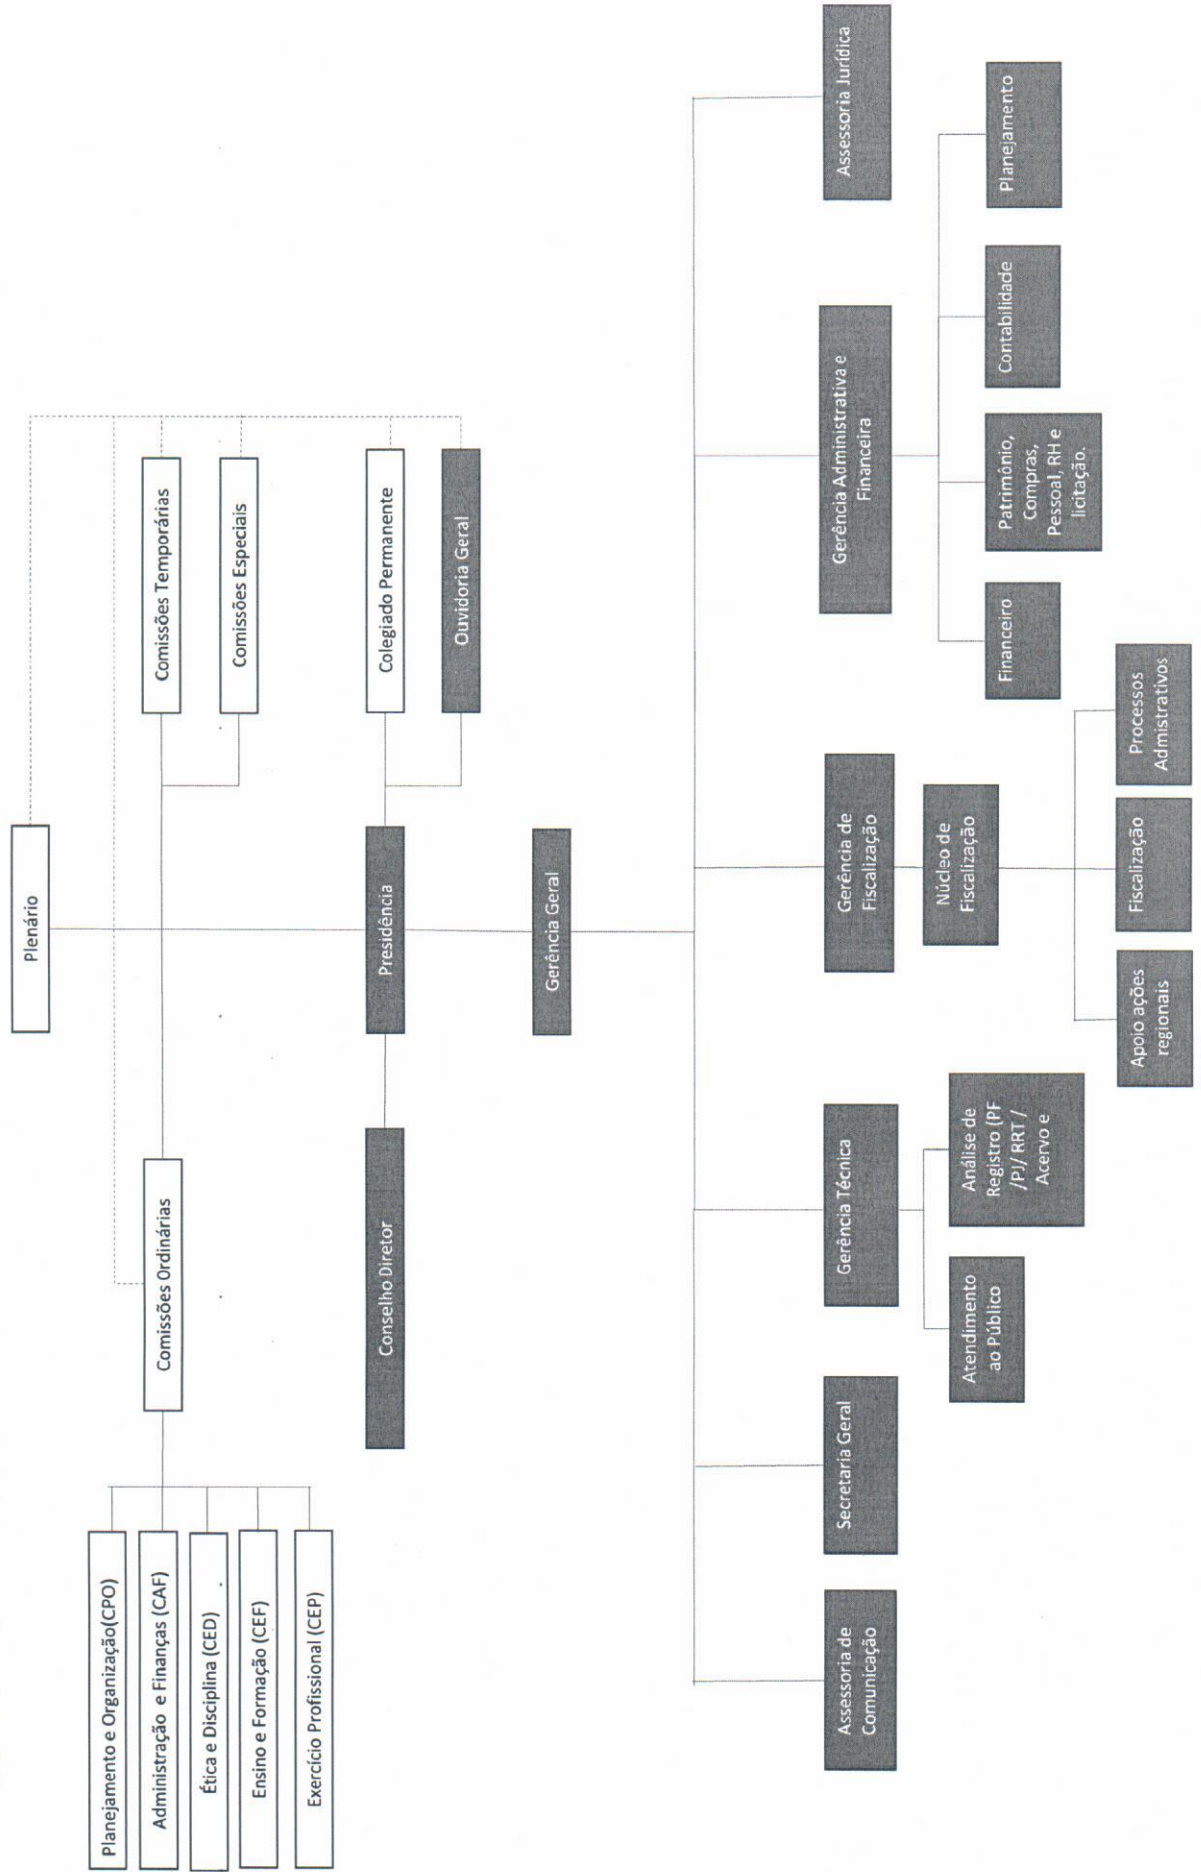 Plenário
Comissões Ordinárias
Comissões Temporárias
Comissões Especiais
Planejamento e Organização(CPO)
Administração e Finanças (CAF)
Ética e Disciplina (CED)
Ensino e Formação (CEF)
Exercício Profissional (CEP)
Conselho Diretor
Presidência
Colegiado Permanente
Ouvidoria Geral
Gerência Geral
Assessoria de
Comunicação
Secretaria Geral
Gerência Técnica
Gerência de
Fiscalização
Gerência Administrativa e
Financeira
Assessoria Jurídica
Atendimento
ao Público
Análise de
Registro (PF
/PJ/ RRT /
Acervo e
Núcleo de
Fiscalização
Apoio ações
regionais
Fiscalização
Processos
Admistrativos
Financeiro
Patrimônio,
Compras,
Pessoal, RH e
licitação.
Contabilidade
Planejamento